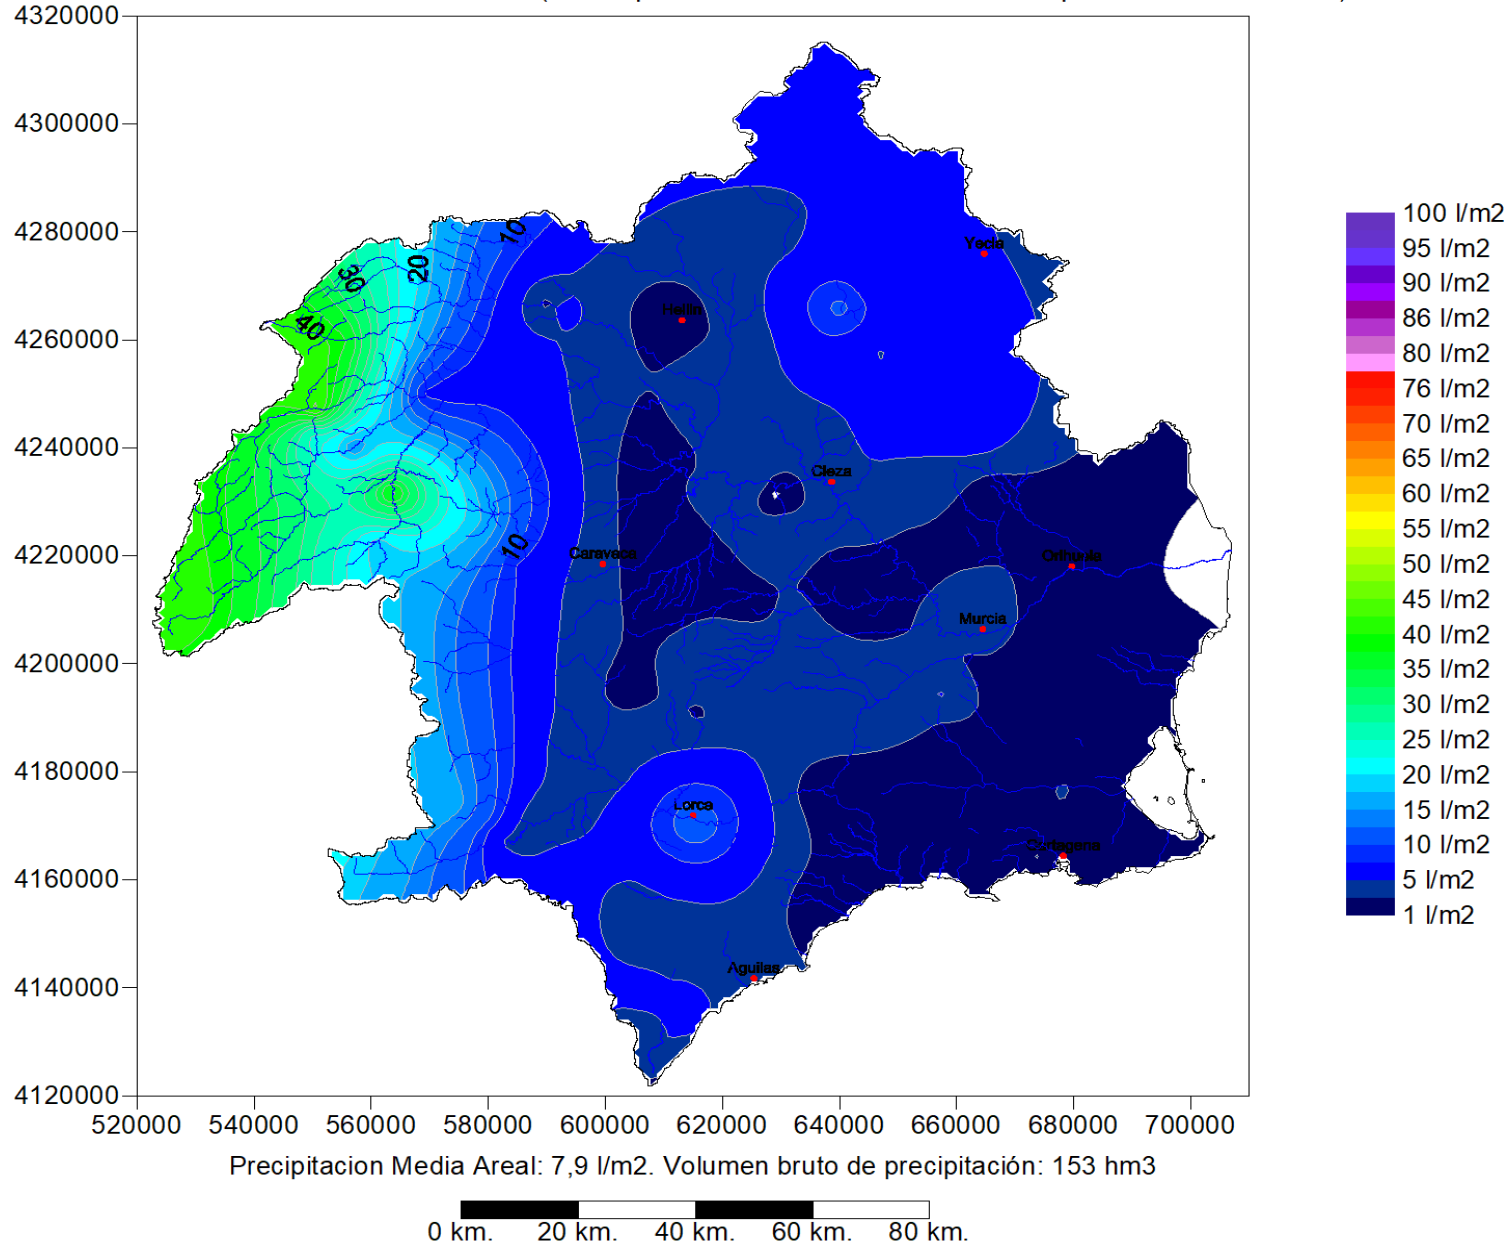 4320000
4300000
4280000
4260000
4240000
4220000
4200000
4180000
4160000
4140000
4120000
520000 540000 560000 580000 600000 620000 640000 660000 680000 700000
10
20
30
40
10
Yecla
Hellin
Cieza
Caravaca
Orihuela
Murcia
Lorca
Cartagena
Aguilas
100 l/m2
95 l/m2
90 l/m2
86 l/m2
80 l/m2
76 l/m2
70 l/m2
65 l/m2
60 l/m2
55 l/m2
50 l/m2
45 l/m2
40 l/m2
35 l/m2
30 l/m2
25 l/m2
20 l/m2
15 l/m2
10 l/m2
5 l/m2
1 l/m2
Precipitacion Media Areal: 7,9 l/m2. Volumen bruto de precipitación: 153 hm3
0 km. 20 km. 40 km. 60 km. 80 km.